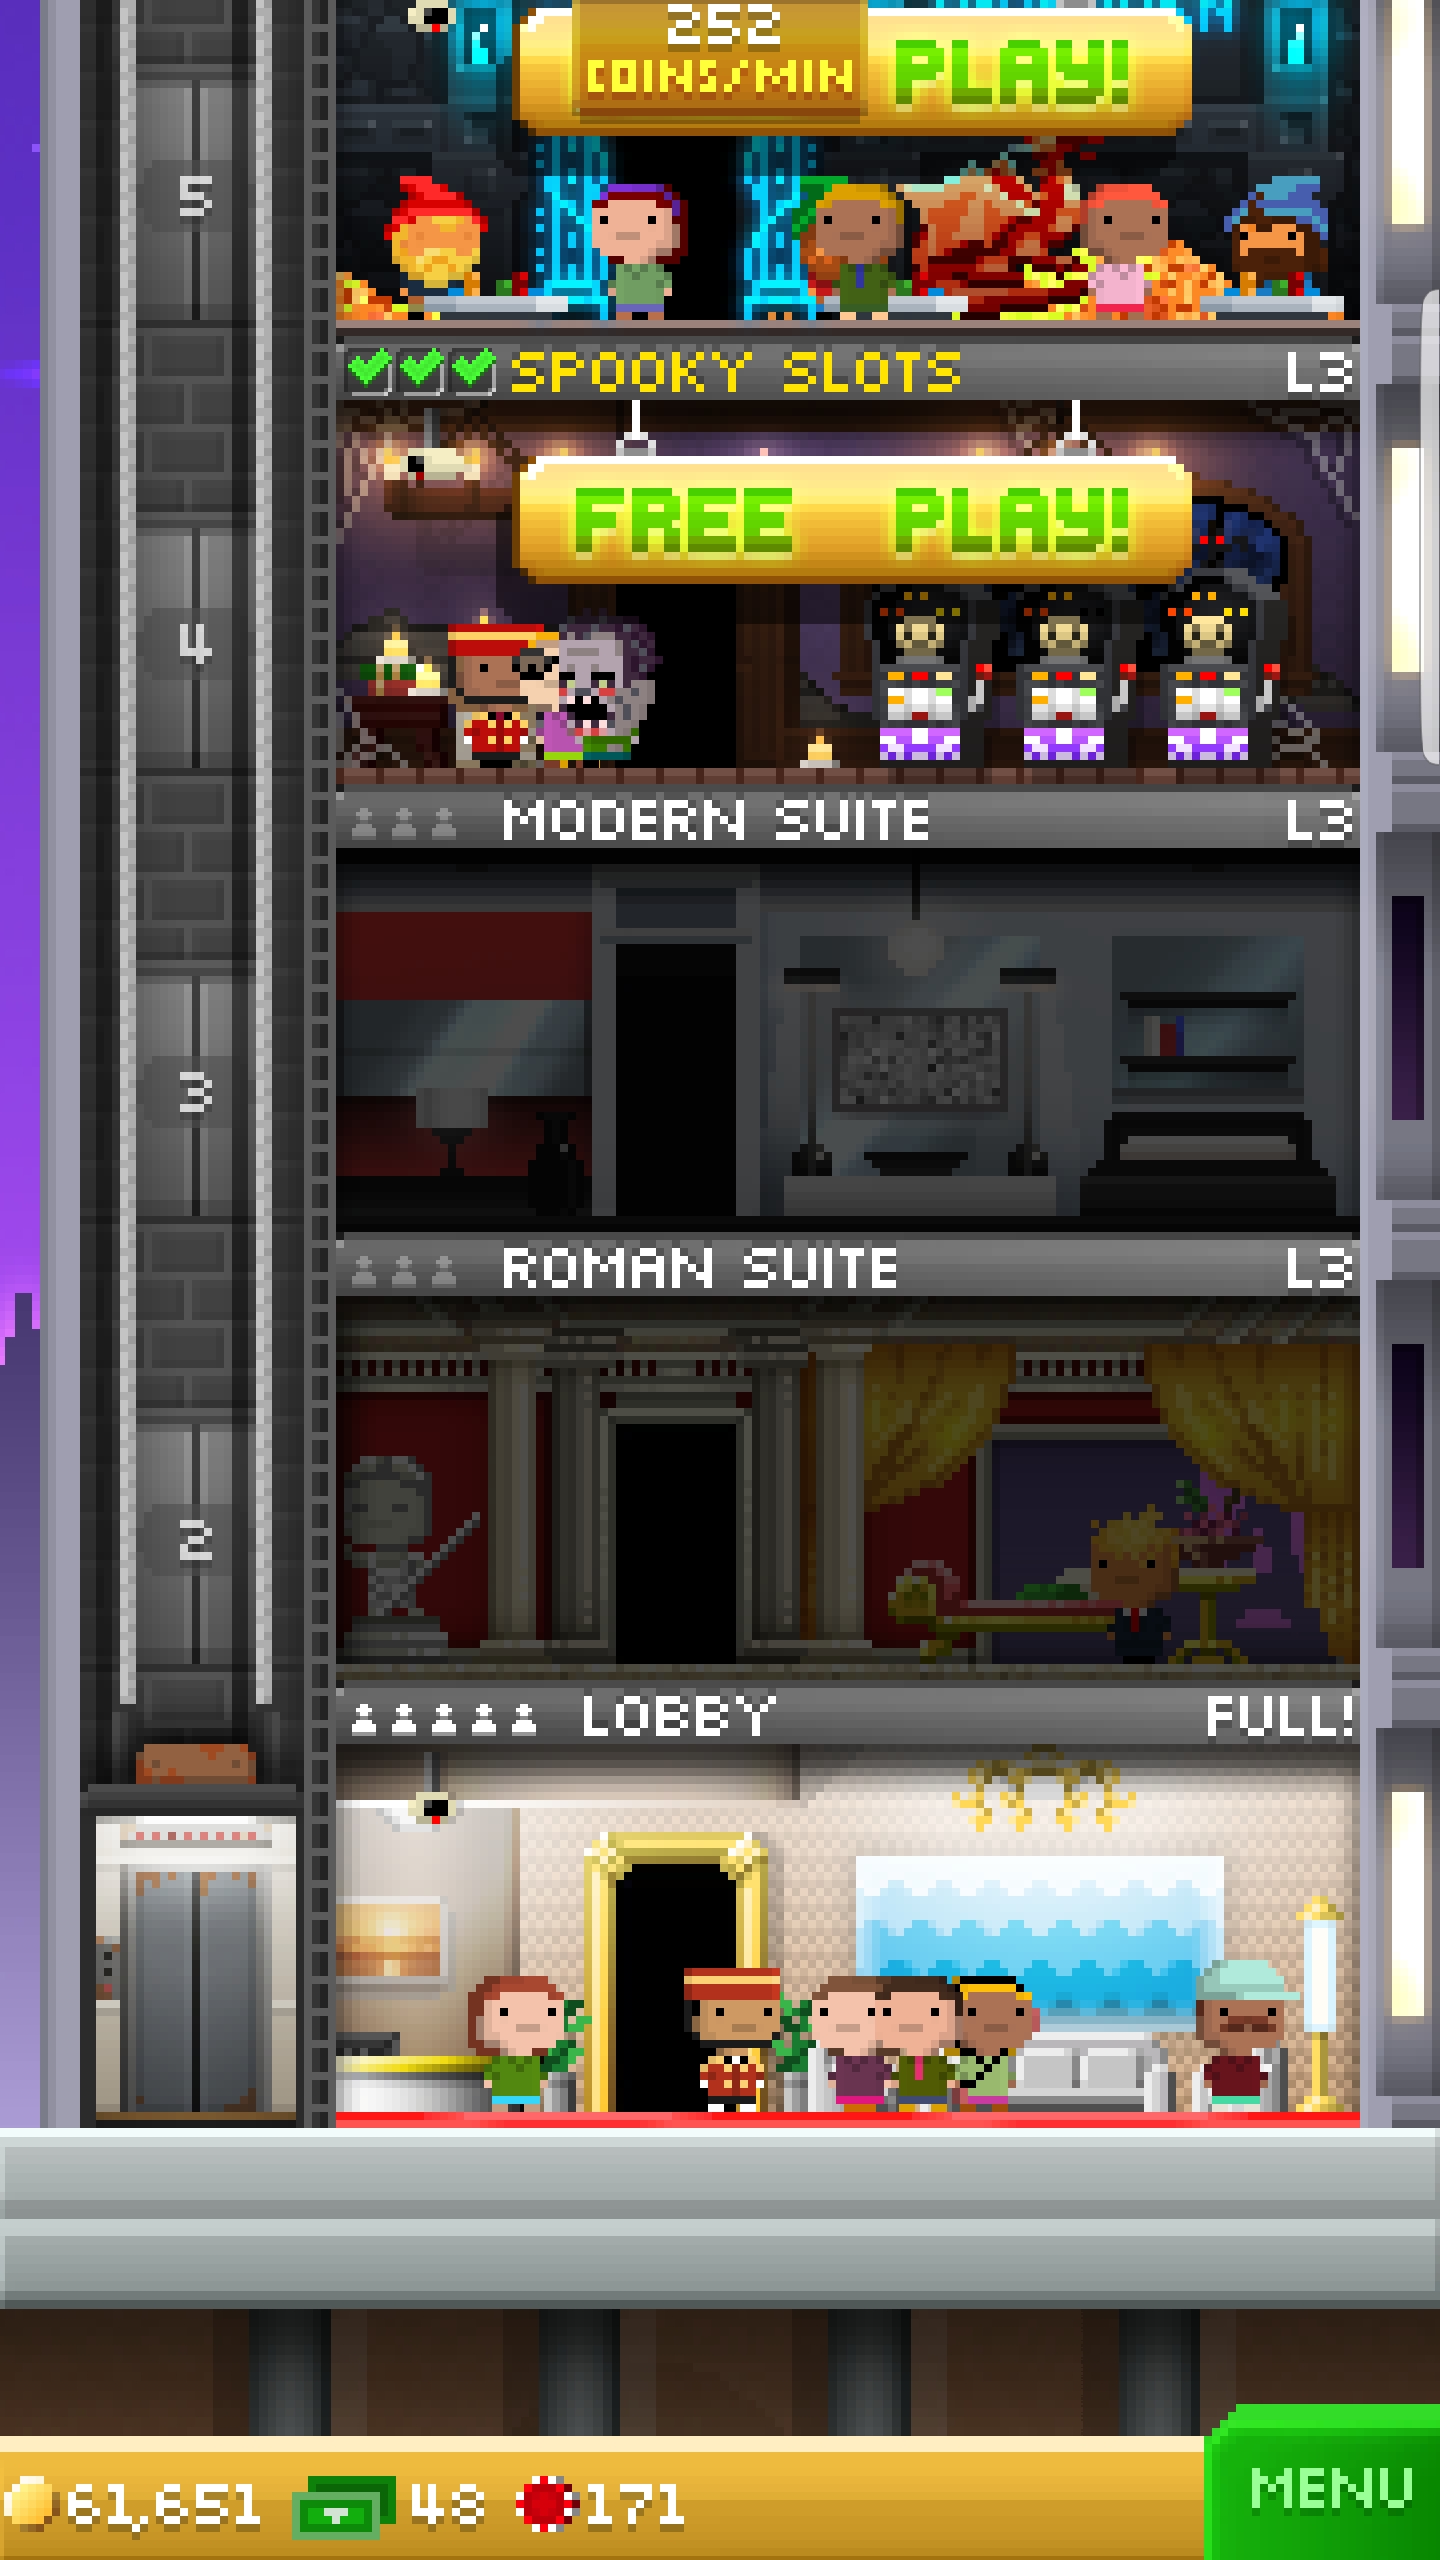 252
COINS/MIN
PLAY!
5
SPOOKY SLOTS
L3
FREE PLAY!
4
MODERN SUITE
L3
3
ROMAN SUITE
L3
2
LOBBY
FULL!
61,651
48
171
MENU